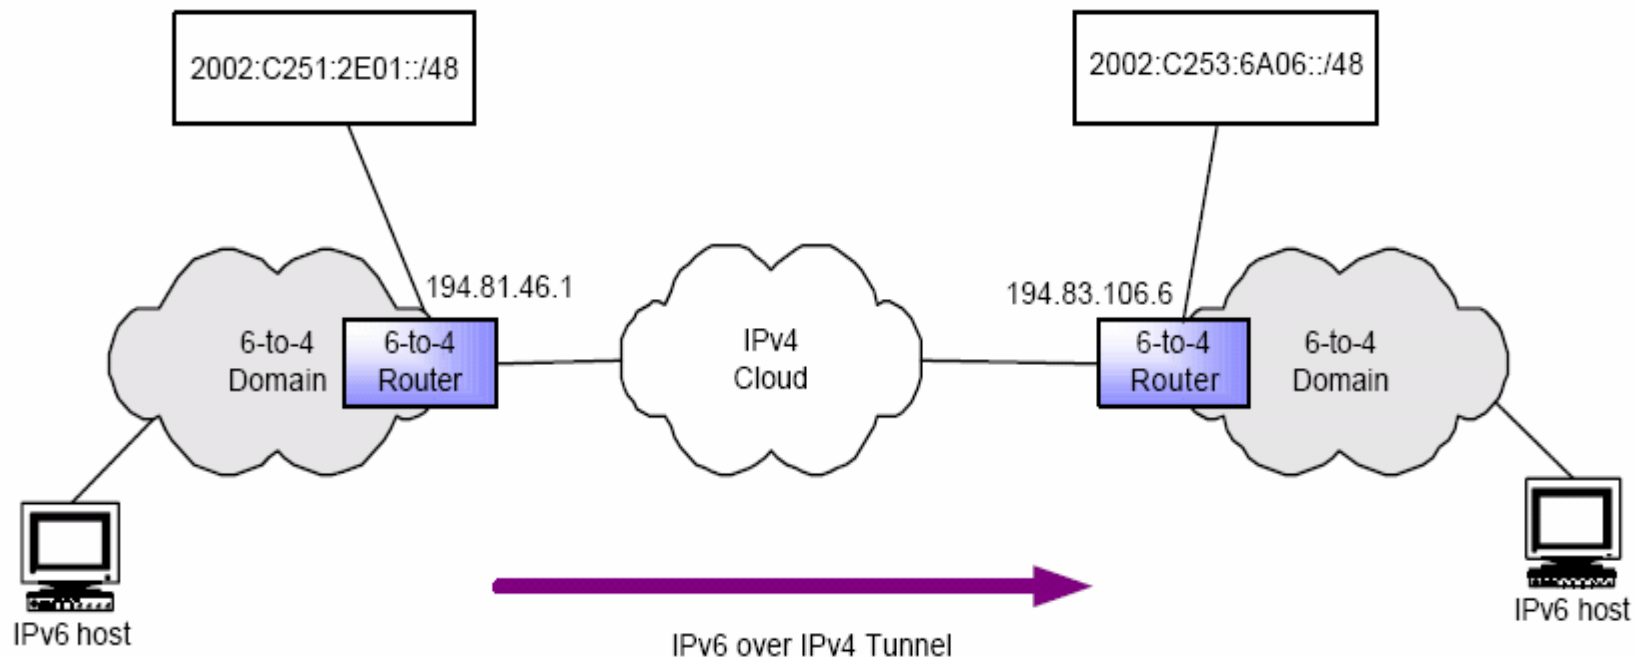 2002:C251:2E01::/48
2002:C253:6A06::/48
194.81.46.1
194.83.106.6
6-to-4
Domain
6-to-4
Router
IPv4
Cloud
6-to-4
Router
6-to-4
Domain
IPv6 host
IPv6 host
IPv6 over IPv4 Tunnel